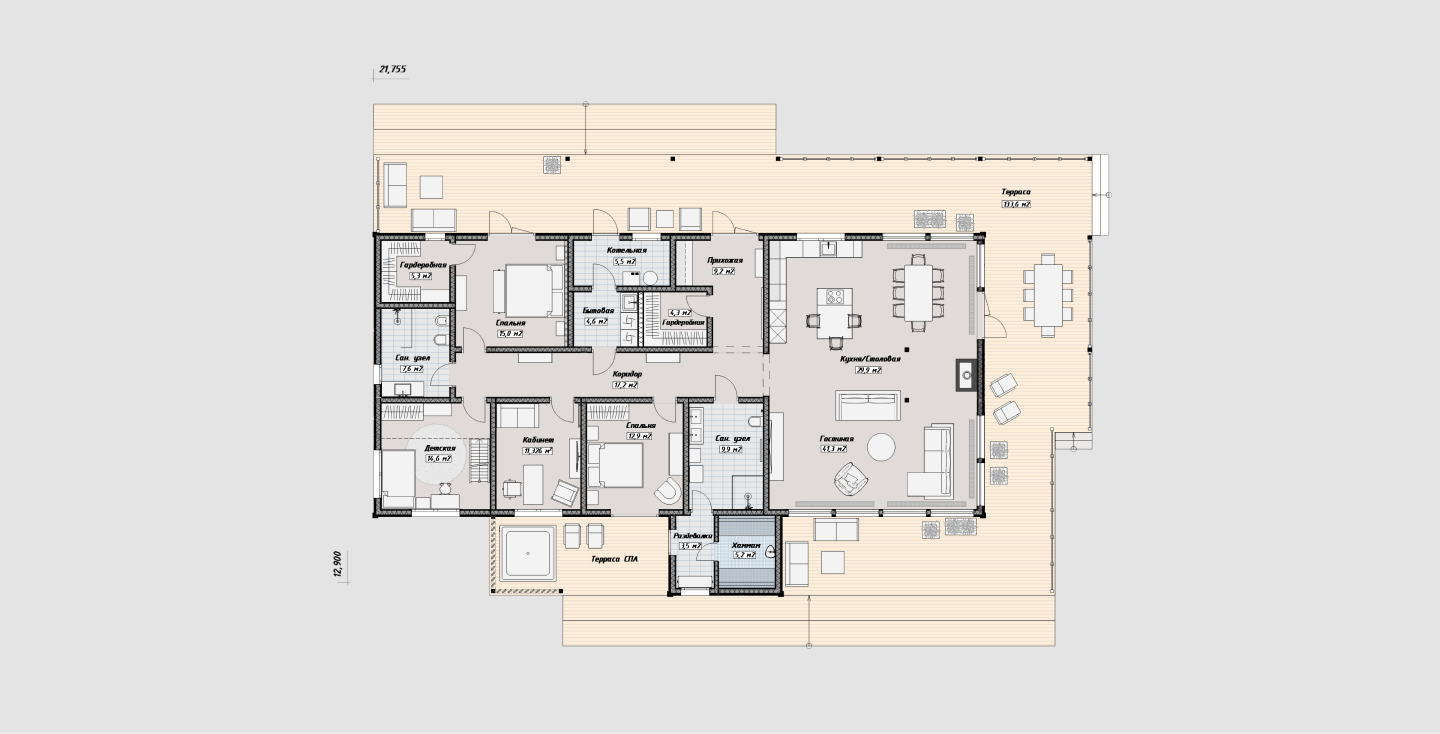 21,755
Терраса
133,6 м2
Гардеробная
5,3 м2
Котельная
5,5 м2
Прихожая
9,2 м2
Спальня
15,0 м2
Бытовая
4,6 м2
4,3 м2
Гардеробная
Сан. узел
7,6 м2
Коридор
17,2 м2
Кухня/Столовая
29,9 м2
Детская
14,6 м2
Кабинет
11,326 м²
Спальня
12,9 м2
Сан. узел
9,9 м2
Гостиная
41,3 м2
Раздевалка
3,5 м2
Хаммам
5,2 м2
Терраса СПА
12,900